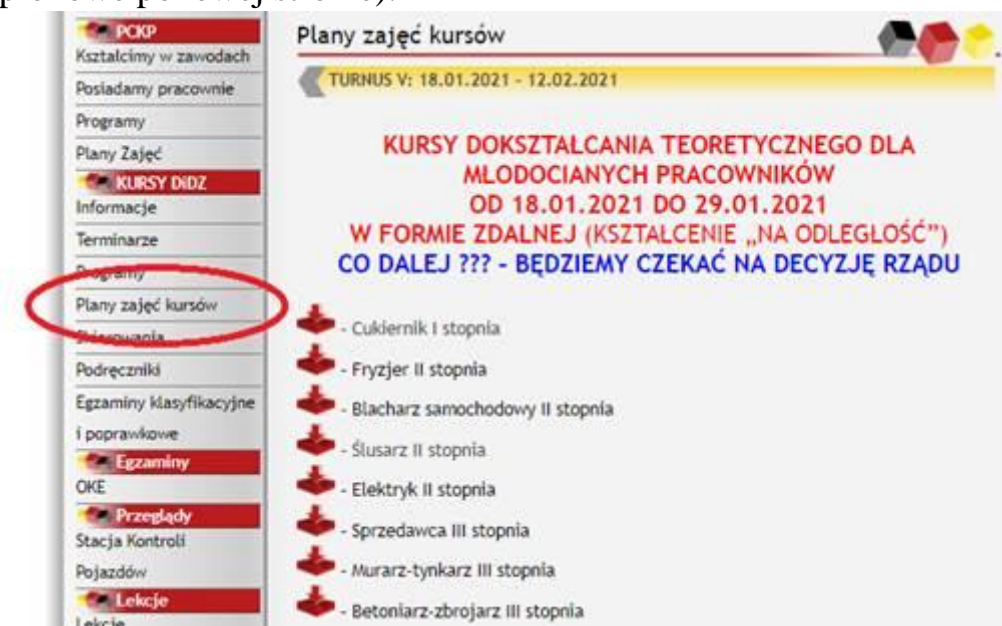 PCKP
Kształcimy w zawodach
Posiadamy pracownie
Programy
Plany Zajęć
KURSY DiDZ
Informacje
Terminarze
Programy
Plany zajęć kursów
Skierowania
Podręczniki
Egzaminy klasyfikacyjne
i poprawkowe
Egzaminy
OKE
Przeglądy
Stacja Kontroli
Pojazdów
Lekcje
Lekcje
Plany zajęć kursów
TURNUS V: 18.01.2021 - 12.02.2021
KURSY DOKSZTAŁCANIA TEORETYCZNEGO DLA
MŁODOCIANYCH PRACOWNIKÓW
OD 18.01.2021 DO 29.01.2021
W FORMIE ZDALNEJ (KSZTAŁCENIE „NA ODLEGŁOŚĆ”)
CO DALEJ ??? - BĘDZIEMY CZEKAĆ NA DECYZJĘ RZĄDU
- Cukiernik I stopnia
- Fryzjer II stopnia
- Blacharz samochodowy II stopnia
- Ślusarz II stopnia
- Elektryk II stopnia
- Sprzedawca III stopnia
- Murarz-tynkarz III stopnia
- Betoniarz-zbrojarz III stopnia